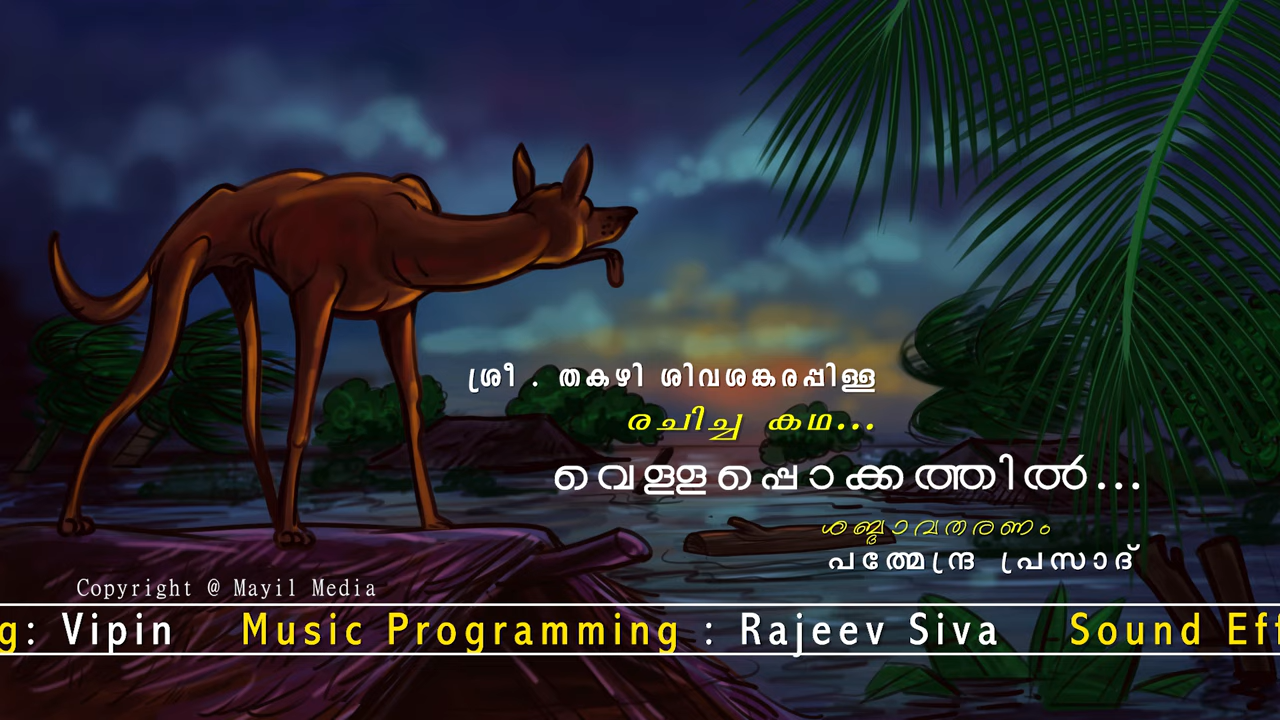 ശ്രീ . തകഴി ശിവശങ്കരപ്പിള്ള
രചിച്ച കഥ...
വെള്ളപ്പൊക്കത്തിൽ...
ശബ്ദാവതരണം
പത്മേന്ദ്ര പ്രസാദ്
Copyright @ Mayil Media
g: Vipin Music Programming : Rajeev Siva Sound Eff